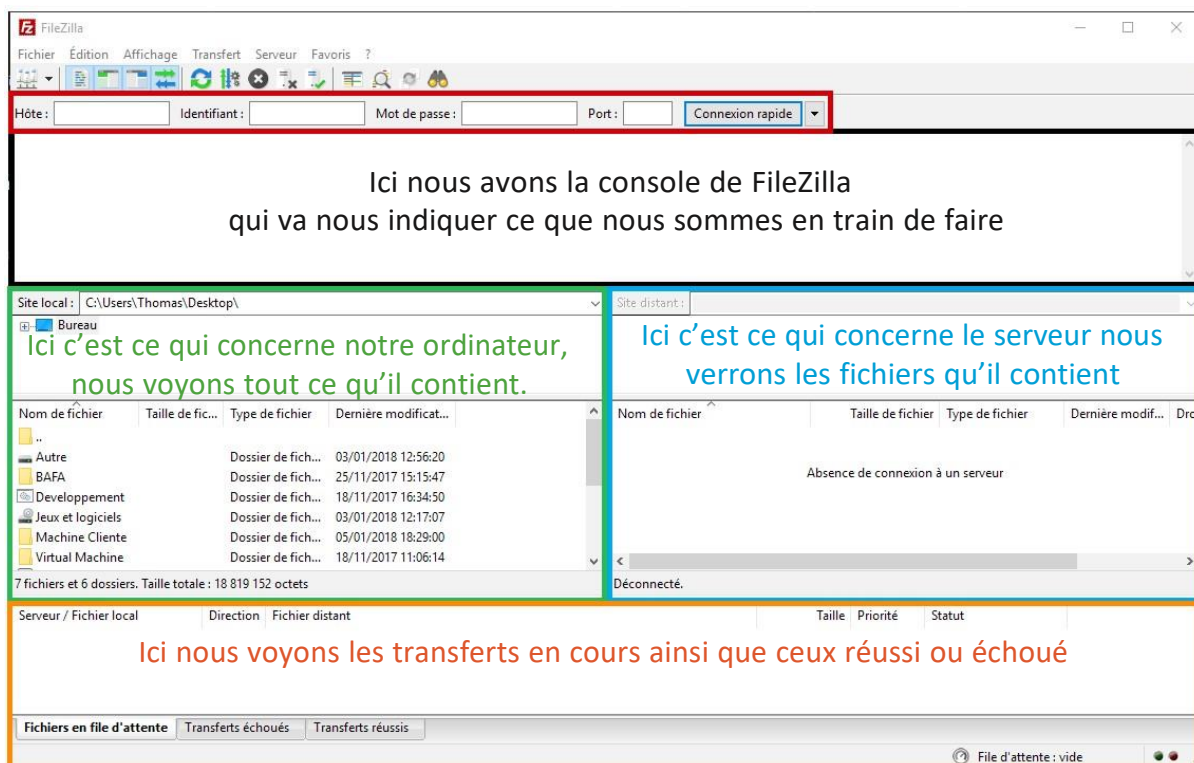 FileZilla
Fichier Édition Affichage Transfert Serveur Favoris ?
Hôte : Identifiant : Mot de passe : Port : Connexion rapide
Ici nous avons la console de FileZilla
qui va nous indiquer ce que nous sommes en train de faire
Site local : C:\Users\Thomas\Desktop\
Bureau
Ici c’est ce qui concerne notre ordinateur,
nous voyons tout ce qu’il contient.
Nom de fichier Taille de fic... Type de fichier Dernière modificat...
..
Autre Dossier de fich... 03/01/2018 12:56:20
BAFA Dossier de fich... 25/11/2017 15:15:47
Developpement Dossier de fich... 18/11/2017 16:34:50
Jeux et logiciels Dossier de fich... 03/01/2018 12:17:07
Machine Cliente Dossier de fich... 05/01/2018 18:29:00
Virtual Machine Dossier de fich... 18/11/2017 11:06:14
7 fichiers et 6 dossiers. Taille totale : 18 819 152 octets
Site distant :
Ici c’est ce qui concerne le serveur nous
verrons les fichiers qu’il contient
Nom de fichier Taille de fichier Type de fichier Dernière modif... Dro
Absence de connexion à un serveur
Déconnecté.
Serveur / Fichier local Direction Fichier distant Taille Priorité Statut
Ici nous voyons les transferts en cours ainsi que ceux réussi ou échoué
Fichiers en file d'attente Transferts échoués Transferts réussis
File d'attente : vide